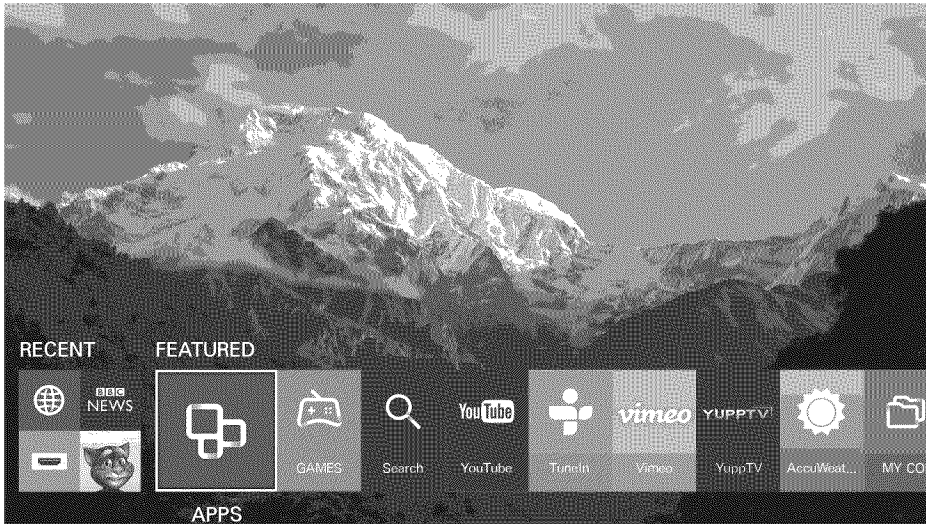 RECENT
FEATURED
BBC
NEWS
APPS
GAMES
Search
You Tube
YouTube
TuneIn
vimeo
Vimeo
YUPPTV!
YuppTV
AccuWeat...
MY CO